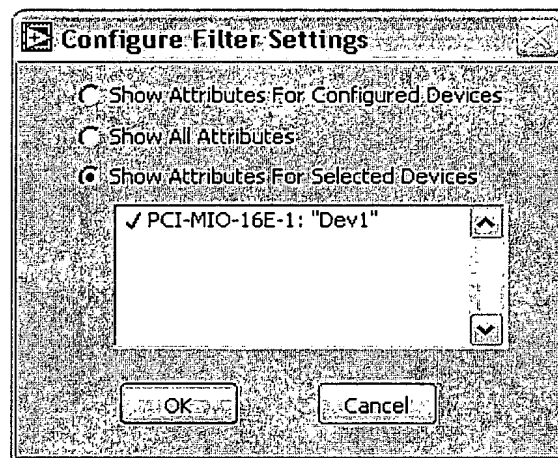 Configure Filter Settings
Show Attributes For Configured Devices
Show All Attributes
Show Attributes For Selected Devices
✓ PCI-MIO-16E-1: "Dev1"
OK
Cancel